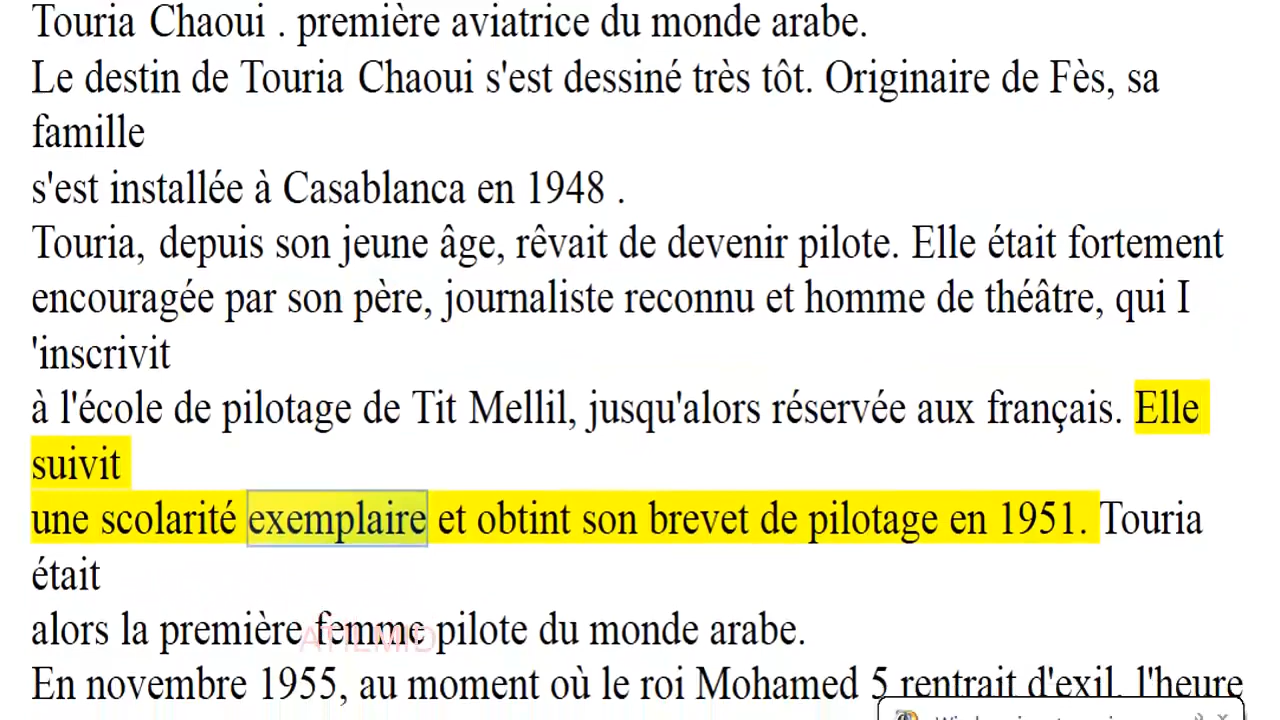 Touria Chaoui . première aviatrice du monde arabe.
Le destin de Touria Chaoui s'est dessiné très tôt. Originaire de Fès, sa
famille
s'est installée à Casablanca en 1948 .
Touria, depuis son jeune âge, rêvait de devenir pilote. Elle était fortement
encouragée par son père, journaliste reconnu et homme de théâtre, qui I
'inscrivit
à l'école de pilotage de Tit Mellil, jusqu'alors réservée aux français. Elle
suivit
une scolarité exemplaire et obtint son brevet de pilotage en 1951. Touria
était
alors la première femme pilote du monde arabe.
ATILMID
En novembre 1955, au moment où le roi Mohamed 5 rentrait d'exil, l'heure